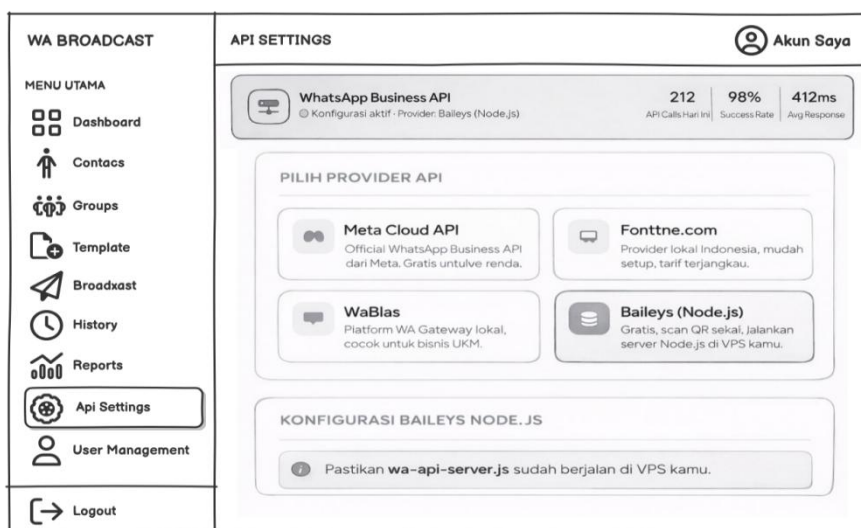 WA BROADCAST
MENU UTAMA
Dashboard
Contacs
Groups
Template
Broadxast
History
Reports
Api Settings
User Management
Logout
API SETTINGS
Akun Saya
WhatsApp Business API
Konfigurasi aktif · Provider: Baileys (Node.js)
212
API Calls Hari Ini
98%
Success Rate
412ms
Avg Response
PILIH PROVIDER API
Meta Cloud API
Official WhatsApp Business API
dari Meta. Gratis untulve renda.
Fonttne.com
Provider lokal Indonesia, mudah
setup, tarif terjangkau.
WaBlas
Platform WA Gateway lokal,
cocok untuk bisnis UKM.
Baileys (Node.js)
Gratis, scan QR sekal, Jalankan
server Node.js di VPS kamu.
KONFIGURASI BAILEYS NODE.JS
Pastikan wa-api-server.js sudah berjalan di VPS kamu.